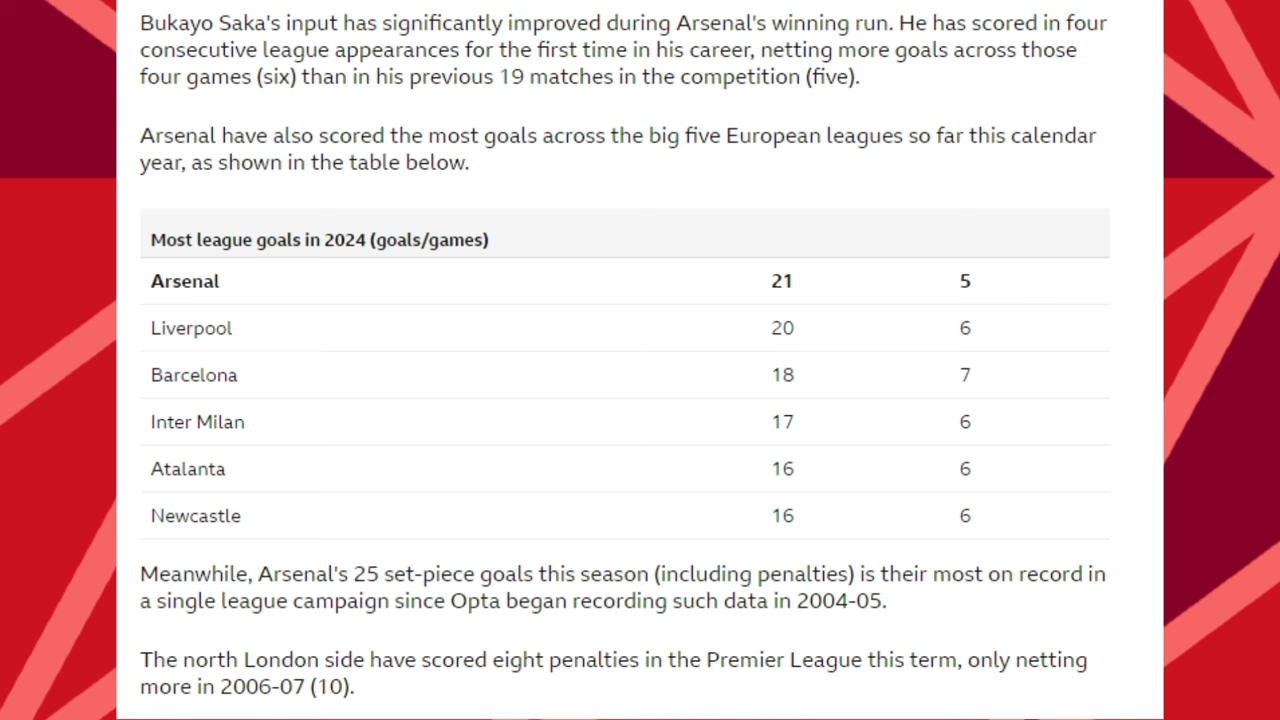 Bukayo Saka's input has significantly improved during Arsenal's winning run. He has scored in four
consecutive league appearances for the first time in his career, netting more goals across those
four games (six) than in his previous 19 matches in the competition (five).
Arsenal have also scored the most goals across the big five European leagues so far this calendar
year, as shown in the table below.
Most league goals in 2024 (goals/games)
Arsenal 21 5
Liverpool 20 6
Barcelona 18 7
Inter Milan 17 6
Atalanta 16 6
Newcastle 16 6
Meanwhile, Arsenal's 25 set-piece goals this season (including penalties) is their most on record in
a single league campaign since Opta began recording such data in 2004-05.
The north London side have scored eight penalties in the Premier League this term, only netting
more in 2006-07 (10).